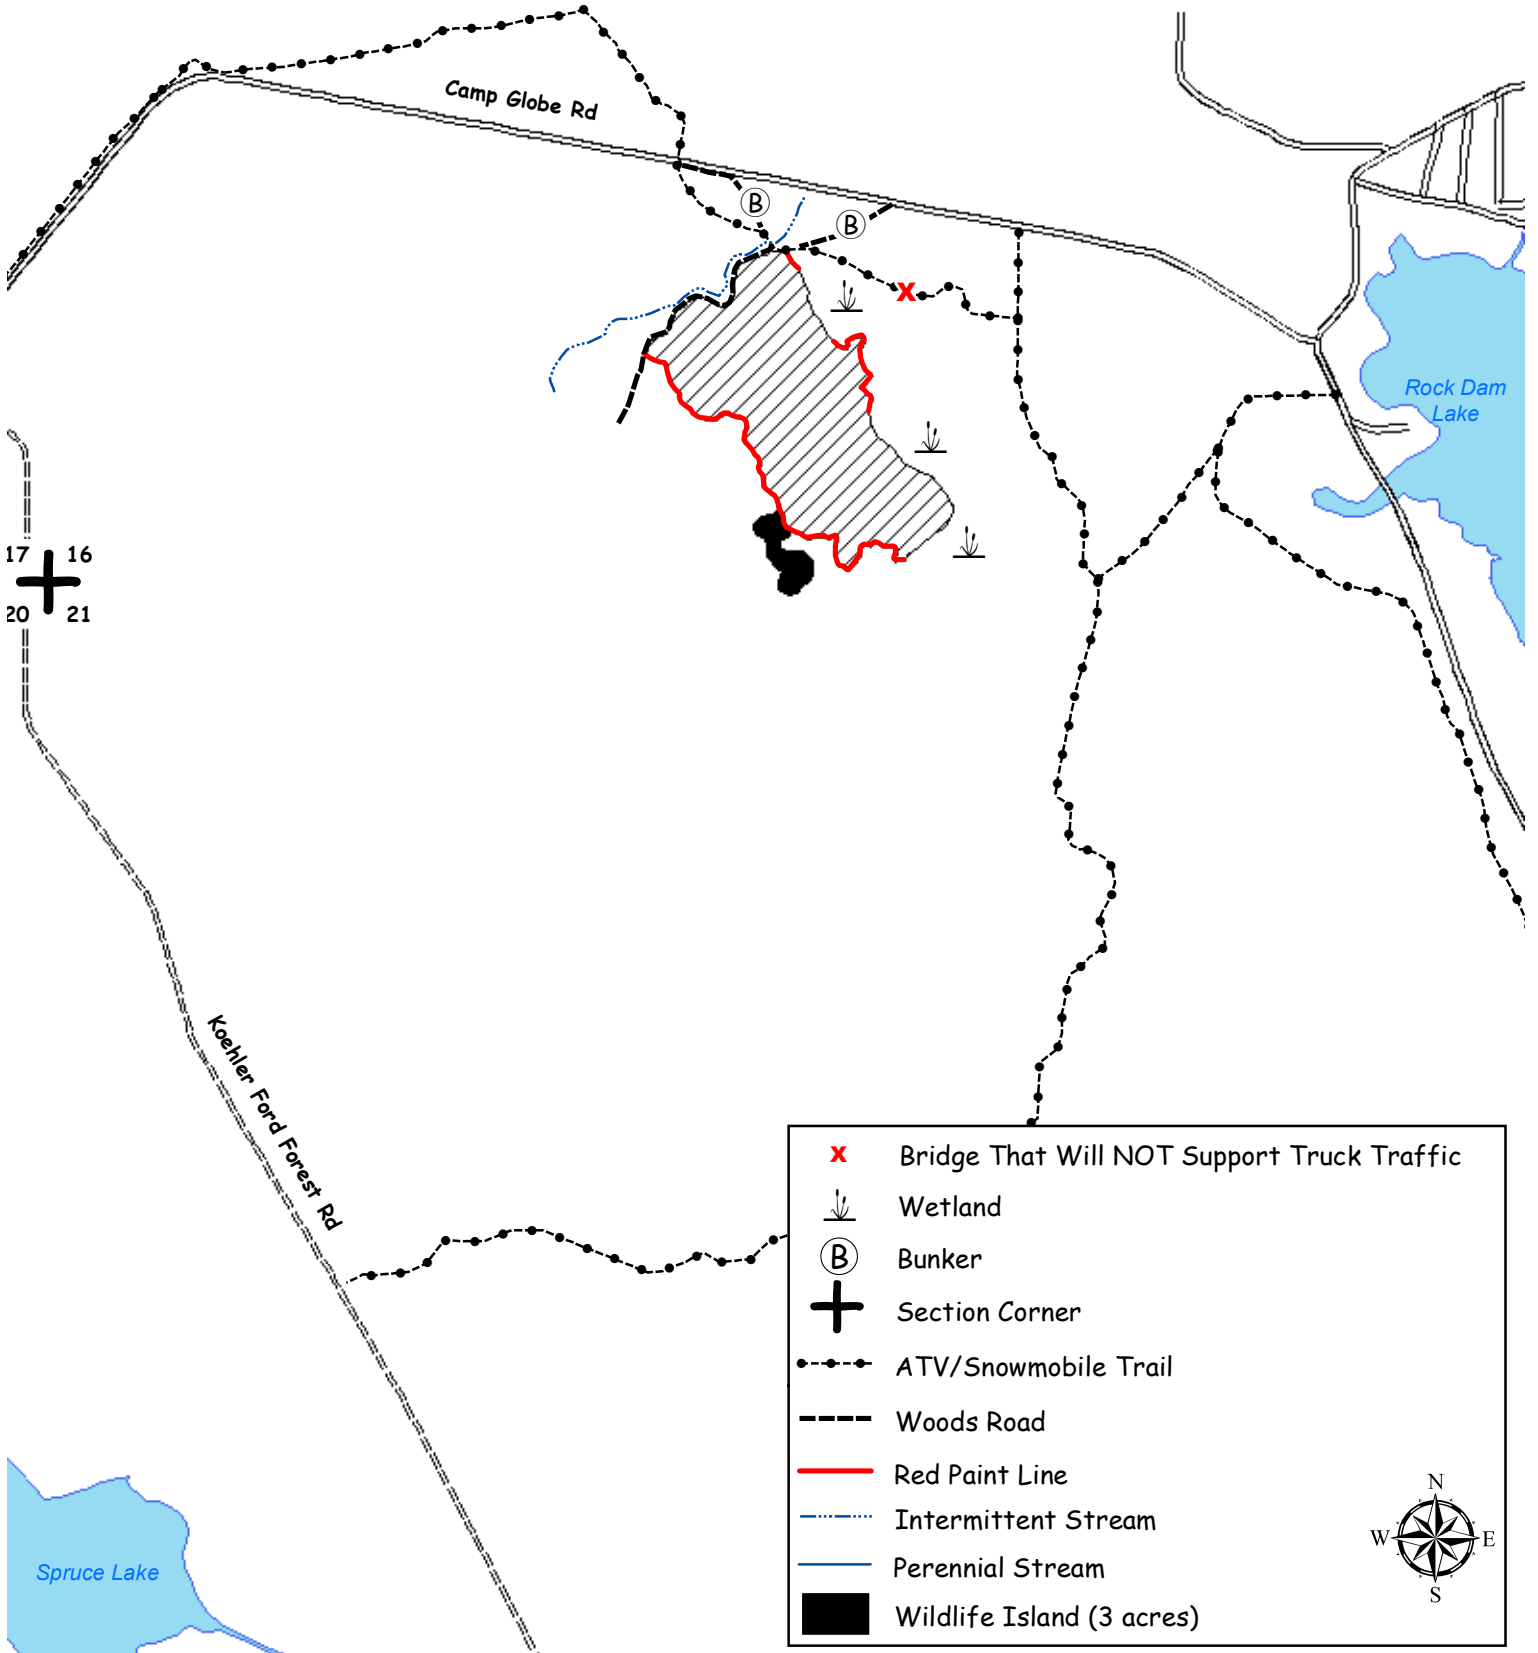 Camp Globe Rd
B
B
Rock Dam
Lake
x
17 16
20 21
Koehler Ford Forest Rd
x Bridge That Will NOT Support Truck Traffic
Wetland
B Bunker
Section Corner
ATV/Snowmobile Trail
Woods Road
Red Paint Line
Intermittent Stream
Perennial Stream
Wildlife Island (3 acres)
N
W E
S
Spruce Lake